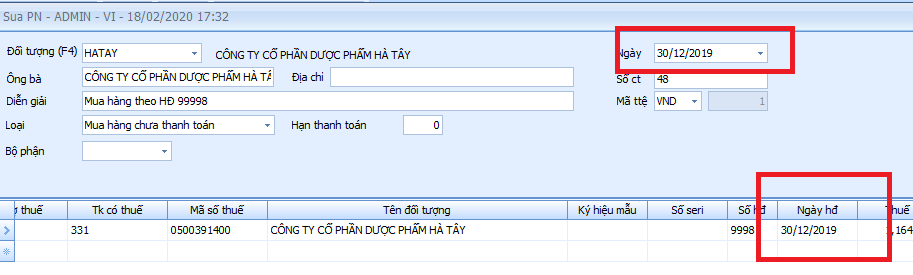 Sua PN - ADMIN - VI - 18/02/2020 17:32
Đối tượng (F4) HATAY CÔNG TY CỔ PHẦN DƯỢC PHẨM HÀ TÂY Ngày 30/12/2019
Ông bà CÔNG TY CỔ PHẦN DƯỢC PHẨM HÀ TÂ Địa chỉ Số ct 48
Diễn giải Mua hàng theo HĐ 99998 Mã ttệ VND 1
Loại Mua hàng chưa thanh toán Hạn thanh toán 0
Bộ phận
thuế Tk có thuế Mã số thuế Tên đối tượng Ký hiệu mẫu Số seri Số hđ Ngày hđ Thuế
331 0500391400 CÔNG TY CỔ PHẦN DƯỢC PHẨM HÀ TÂY 9998 30/12/2019 ,164